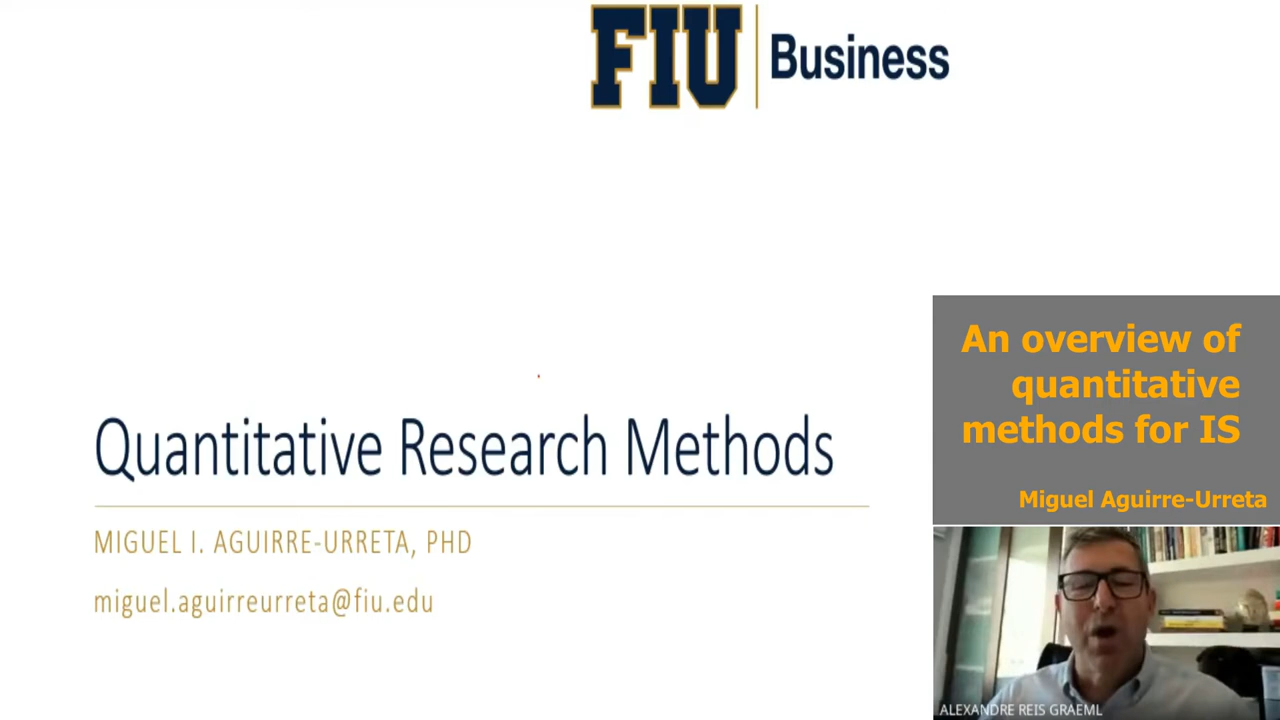 FIU Business
Quantitative Research Methods
MIGUEL I. AGUIRRE-URRETA, PHD
miguel.aguirreurreta@fiu.edu
An overview of
quantitative
methods for IS
Miguel Aguirre-Urreta
ALEXANDRE REIS GRAEML